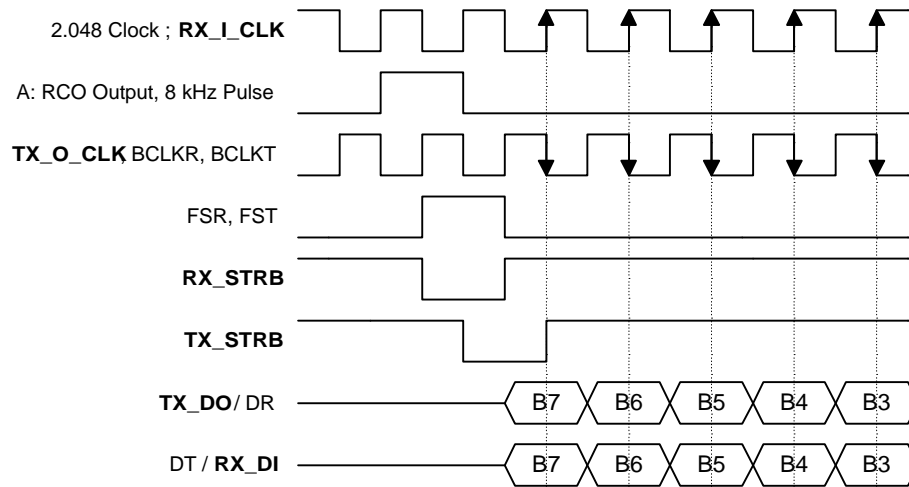 2.048 Clock ; RX_I_CLK
A: RCO Output, 8 kHz Pulse
TX_O_CLK, BCLKR, BCLKT
FSR, FST
RX_STRB
TX_STRB
TX_DO / DR B7 B6 B5 B4 B3
DT / RX_DI B7 B6 B5 B4 B3